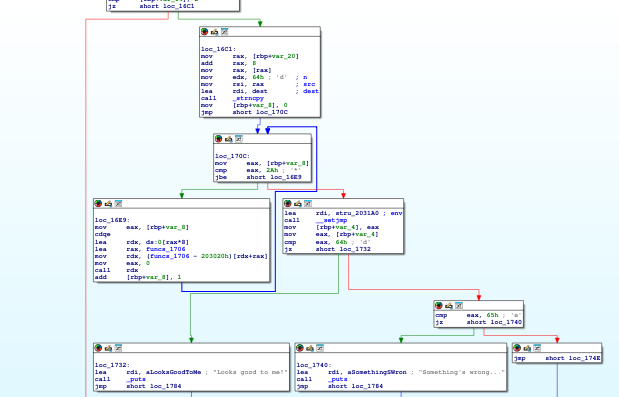 jz short loc_16C1
loc_16C1:
mov rax, [rbp+var_20]
add rax, 8
mov rax, [rax]
mov edx, 64h ; 'd' ; n
mov rsi, rax ; src
lea rdi, dest ; dest
call _strncpy
mov [rbp+var_8], 0
jmp short loc_170C
loc_170C:
mov eax, [rbp+var_8]
cmp eax, 2Ah ; '*'
jbe short loc_16E9
loc_16E9:
mov eax, [rbp+var_8]
cdqe
lea rdx, ds:0[rax*8]
lea rax, funcs_1706
mov rdx, (funcs_1706 - 203020h)[rdx+rax]
mov eax, 0
call rdx
add [rbp+var_8], 1
lea rdi, stru_2031A0 ; env
call __setjmp
mov [rbp+var_4], eax
mov eax, [rbp+var_4]
cmp eax, 64h ; 'd'
jz short loc_1732
cmp eax, 65h ; 'e'
jz short loc_1740
loc_1732:
lea rdi, aLooksGoodToMe ; "Looks good to me!"
call _puts
jmp short loc_1784
loc_1740:
lea rdi, aSomethingSWron ; "Something's wrong..."
call _puts
jmp short loc_1784
jmp short loc_174E